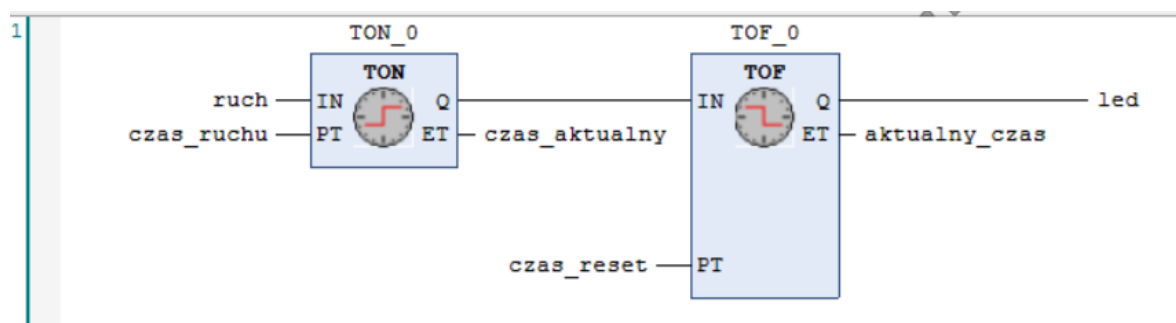 1
TON_0 TOF_0
TON TOF
ruch IN Q IN Q led
czas_ruchu PT ET czas_aktualny ET aktualny_czas
czas_reset PT